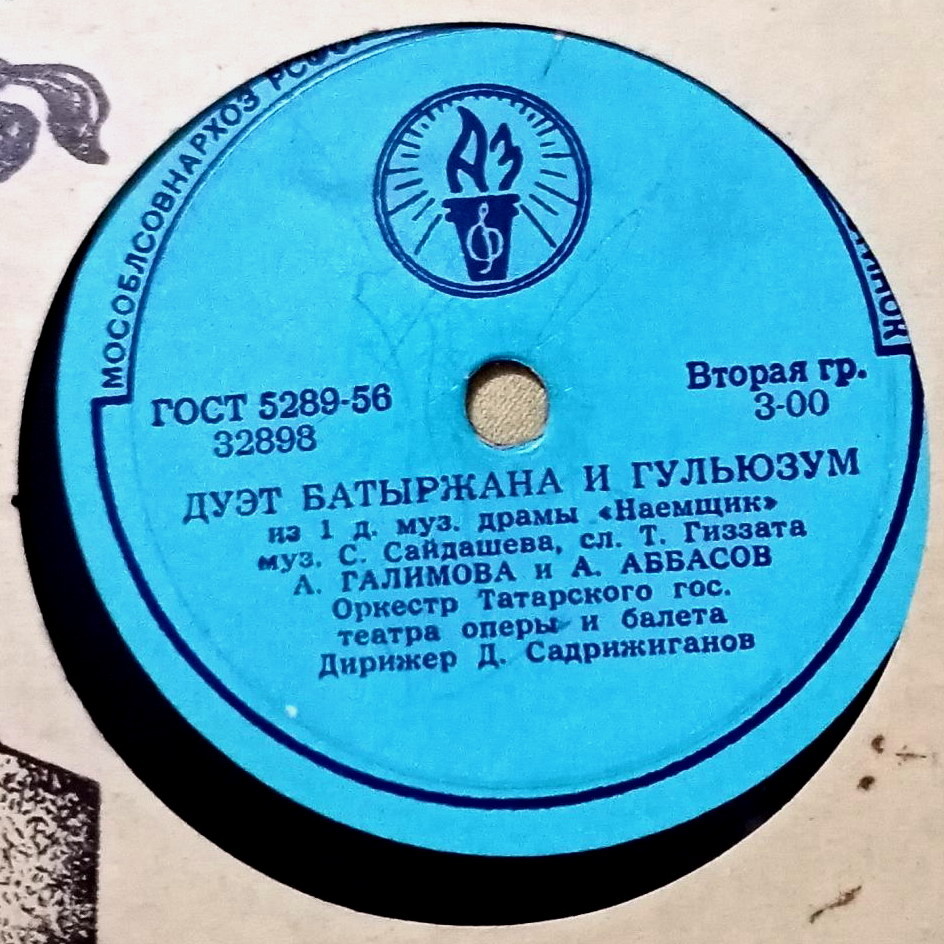 МОСОБЛСОВНАРХОЗ
АЗ
ГОСТ 5289-56
32898
Вторая гр.
3-00
ДУЭТ БАТЫРЖАНА И ГУЛЬЮЗУМ
из 1 д. муз. драмы «Наемщик»
муз. С. Сайдашева, сл. Т. Гиззата
А. ГАЛИМОВА и А. АББАСОВ
Оркестр Татарского гос.
театра оперы и балета
Дирижер Д. Садрижиганов